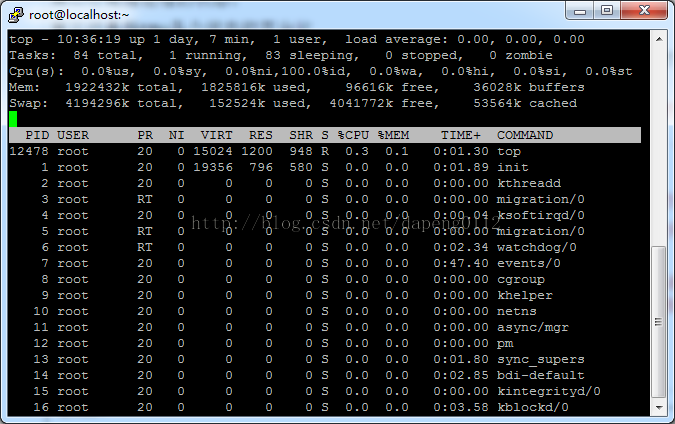 root@localhost:~
top - 10:36:19 up 1 day, 7 min, 1 user, load average: 0.00, 0.00, 0.00
Tasks: 84 total, 1 running, 83 sleeping, 0 stopped, 0 zombie
Cpu(s): 0.0%us, 0.0%sy, 0.0%ni,100.0%id, 0.0%wa, 0.0%hi, 0.0%si, 0.0%st
Mem: 1922432k total, 1825816k used, 96616k free, 36028k buffers
Swap: 4194296k total, 152524k used, 4041772k free, 53564k cached
PID USER PR NI VIRT RES SHR S %CPU %MEM TIME+ COMMAND
12478 root 20 0 15024 1200 948 R 0.3 0.1 0:01.30 top
1 root 20 0 19356 796 580 S 0.0 0.0 0:01.89 init
2 root 20 0 0 0 0 S 0.0 0.0 0:00.00 kthreadd
3 root RT 0 0 0 0 S 0.0 0.0 0:00.00 migration/0
4 root 20 0 0 0 0 S 0.0 0.0 0:00.04 ksoftirqd/0
http://blog.csdn.net/dapeng0112
5 root RT 0 0 0 0 S 0.0 0.0 0:00.00 migration/0
6 root RT 0 0 0 0 S 0.0 0.0 0:02.34 watchdog/0
7 root 20 0 0 0 0 S 0.0 0.0 0:47.40 events/0
8 root 20 0 0 0 0 S 0.0 0.0 0:00.00 cgroup
9 root 20 0 0 0 0 S 0.0 0.0 0:00.00 khelper
10 root 20 0 0 0 0 S 0.0 0.0 0:00.00 netns
11 root 20 0 0 0 0 S 0.0 0.0 0:00.00 async/mgr
12 root 20 0 0 0 0 S 0.0 0.0 0:00.00 pm
13 root 20 0 0 0 0 S 0.0 0.0 0:01.80 sync_supers
14 root 20 0 0 0 0 S 0.0 0.0 0:02.85 bdi-default
15 root 20 0 0 0 0 S 0.0 0.0 0:00.00 kintegrityd/0
16 root 20 0 0 0 0 S 0.0 0.0 0:03.58 kblockd/0